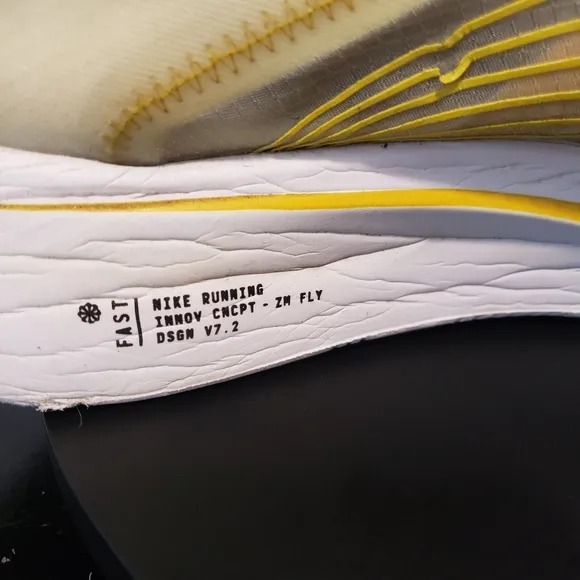 FAST
NIKE RUNNING
INNOV CNCPT - ZM FLY
DSGN V7.2